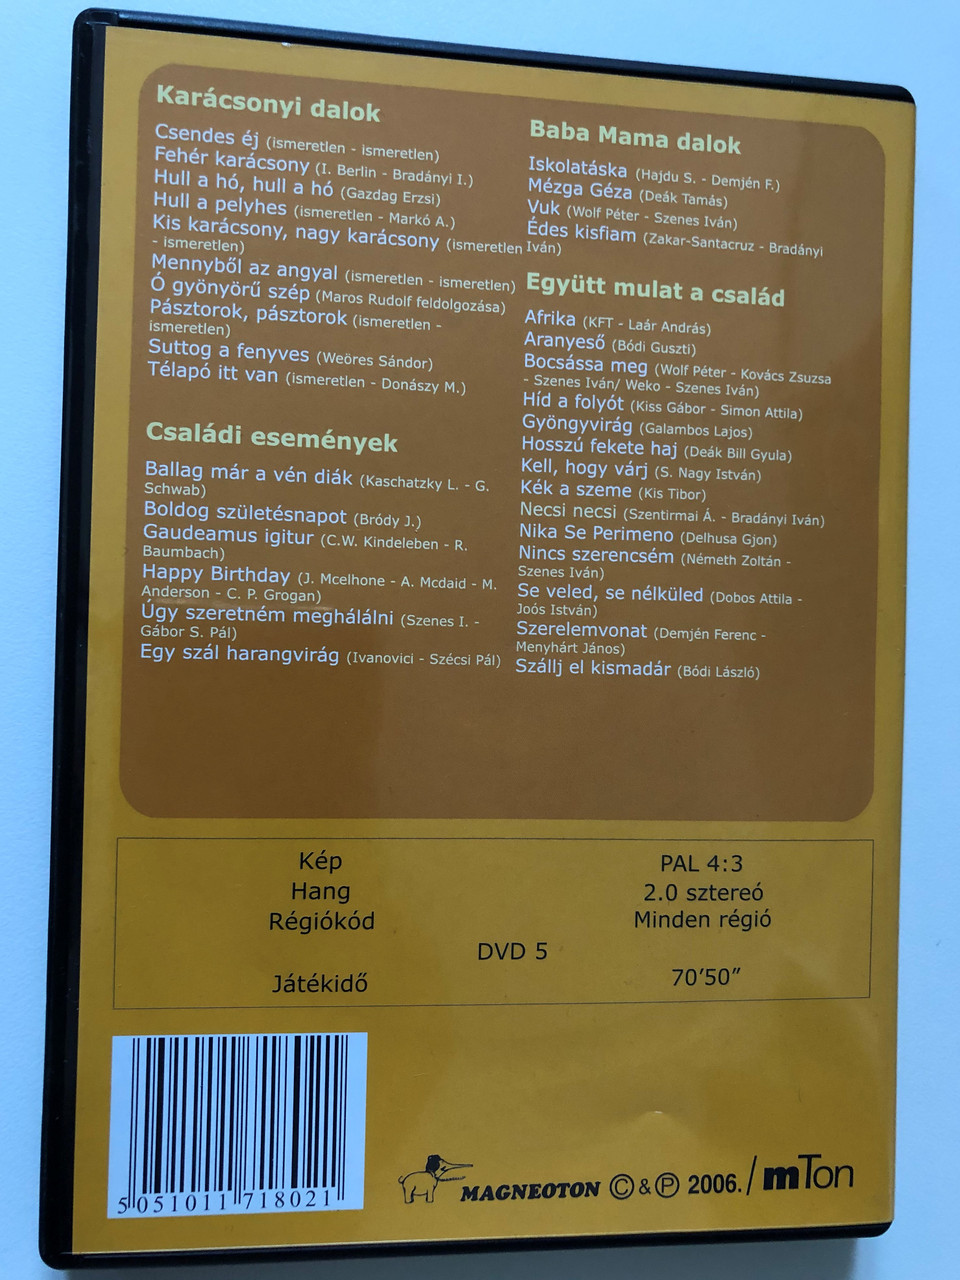 Karácsonyi dalok
Csendes éj (ismeretlen - ismeretlen)
Fehér karácsony (I. Berlin - Bradányi I.)
Hull a hó, hull a hó (Gazdag Erzsi)
Hull a pelyhes (ismeretlen - Markó A.)
Kis karácsony, nagy karácsony (ismeretlen
- ismeretlen)
Mennyből az angyal (ismeretlen - ismeretlen)
Ó gyönyörű szép (Maros Rudolf feldolgozása)
Pásztorok, pásztorok (ismeretlen -
ismeretlen)
Suttog a fenyves (Weöres Sándor)
Télapó itt van (ismeretlen - Donászy M.)
Családi események
Ballag már a vén diák (Kaschatzky L. - G.
Schwab)
Boldog születésnapot (Bródy J.)
Gaudeamus igitur (C.W. Kindeleben - R.
Baumbach)
Happy Birthday (J. Mcelhone - A. Mcdaid - M.
Anderson - C. P. Grogan)
Úgy szeretném meghálálni (Szenes I. -
Gábor S. Pál)
Egy szál harangvirág (Ivanovici - Szécsi Pál)
Baba Mama dalok
Iskolatáska (Hajdu S. - Demjén F.)
Mézga Géza (Deák Tamás)
Vuk (Wolf Péter - Szenes Iván)
Édes kisfiam (Zakar-Santacruz - Bradányi
Iván)
Együtt mulat a család
Afrika (KFT - Laár András)
Aranyeső (Bódi Guszti)
Bocsássa meg (Wolf Péter - Kovács Zsuzsa
- Szenes Iván/ Weko - Szenes Iván)
Híd a folyót (Kiss Gábor - Simon Attila)
Gyöngyvirág (Galambos Lajos)
Hosszú fekete haj (Deák Bill Gyula)
Kell, hogy várj (S. Nagy István)
Kék a szeme (Kis Tibor)
Necsi necsi (Szentirmai Á. - Bradányi Iván)
Nika Se Perimeno (Delhusa Gjon)
Nincs szerencsém (Németh Zoltán -
Szenes Iván)
Se veled, se nélküled (Dobos Attila -
Joós István)
Szerelemvonat (Demjén Ferenc -
Menyhárt János)
Szállj el kismadár (Bódi László)
Kép PAL 4:3
Hang 2.0 sztereó
Régiókód Minden régió
DVD 5
Játékidő 70'50"
5 051011 718021
MAGNEOTON © & ℗ 2006. / mTon